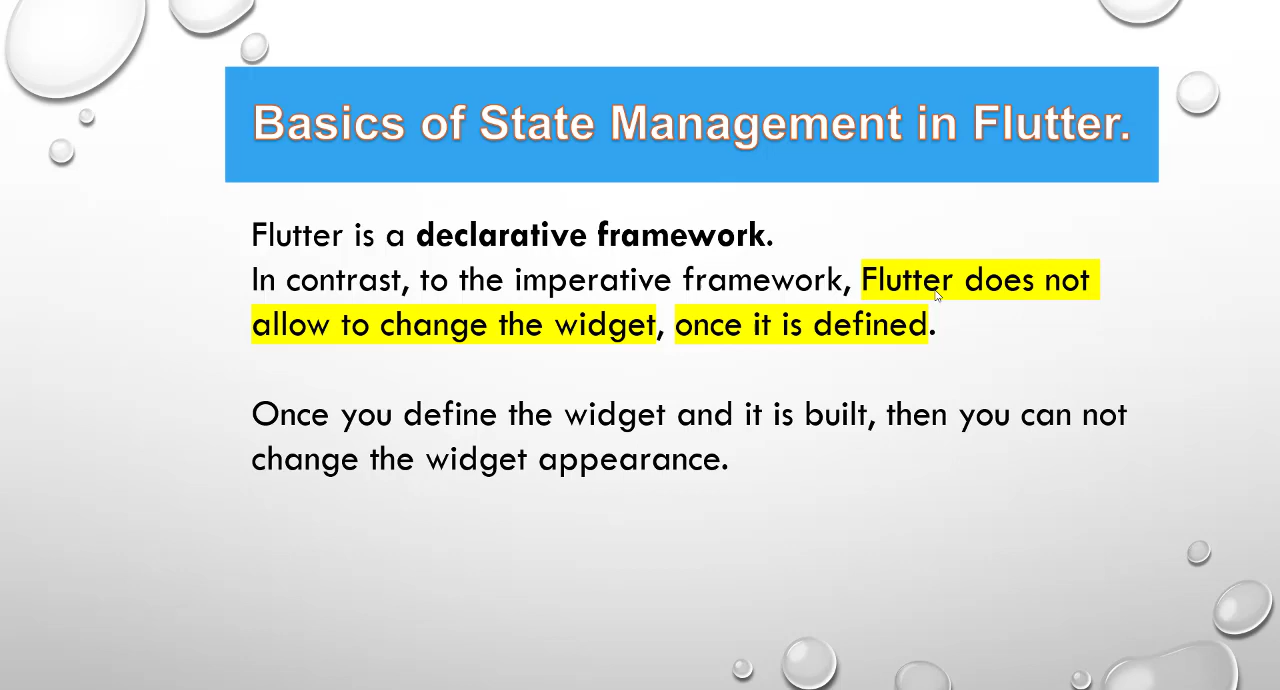 Basics of State Management in Flutter.
Flutter is a declarative framework.
In contrast, to the imperative framework, Flutter does not
allow to change the widget, once it is defined.
Once you define the widget and it is built, then you can not
change the widget appearance.